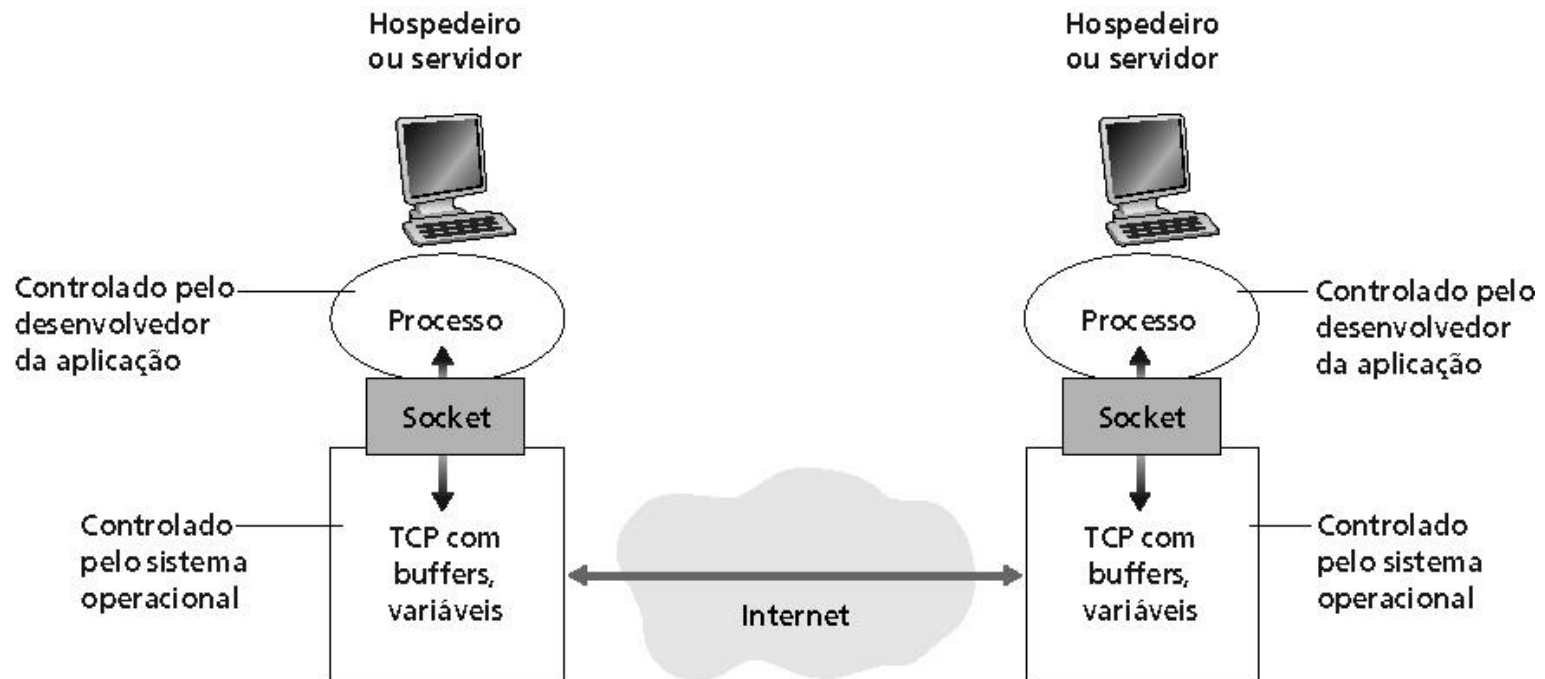 Hospedeiro
ou servidor
Hospedeiro
ou servidor
Controlado pelo
desenvolvedor
da aplicação
Processo
Processo
Controlado pelo
desenvolvedor
da aplicação
Socket
Socket
Controlado
pelo sistema
operacional
TCP com
buffers,
variáveis
Internet
TCP com
buffers,
variáveis
Controlado
pelo sistema
operacional